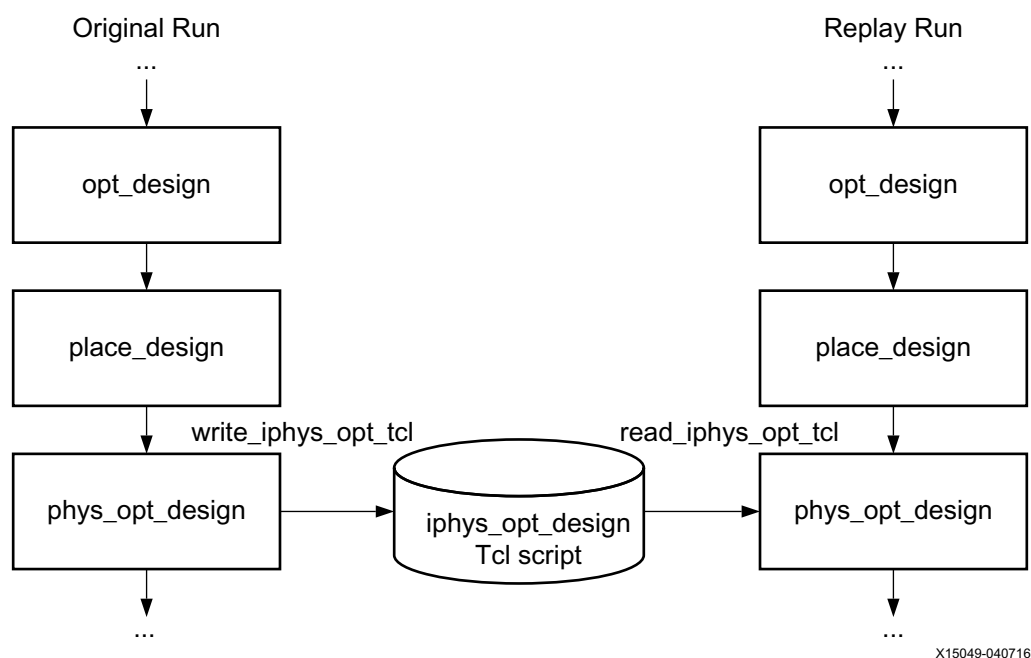 Original Run
Replay Run
...
...
opt_design
opt_design
place_design
place_design
write_iphys_opt_tcl
read_iphys_opt_tcl
phys_opt_design
iphys_opt_design
Tcl script
phys_opt_design
...
...
X15049-040716